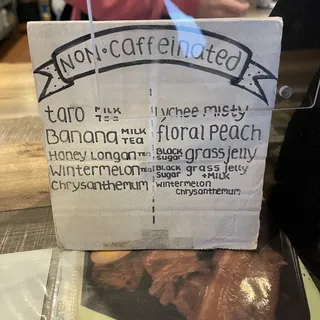 NON•caffeinated
taro MILK TEA
BANANA MILK TEA
HONEY LONGAN TEA
WINTERMELON TEA
CHRYSANTHEMUM
Lychee MISTY
floral PEACH
BLACK SUGAR grass jelly
BLACK SUGAR grass jelly + MILK
WINTERMELON
CHRYSANTHEMUM